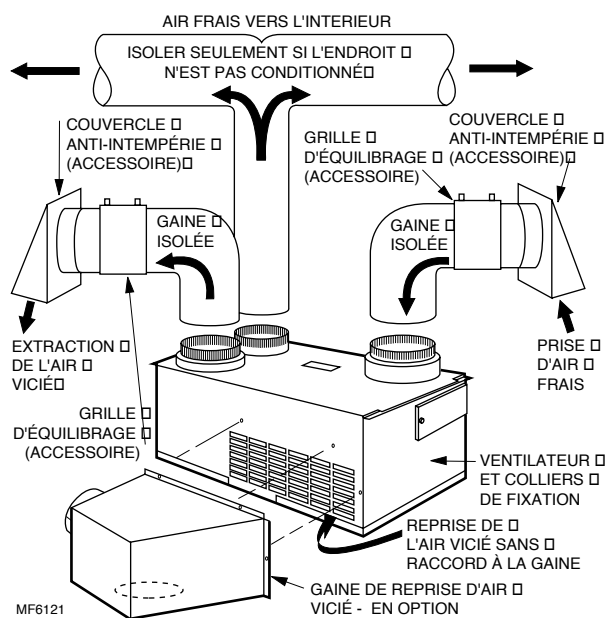 AIR FRAIS VERS L'INTERIEUR
ISOLER SEULEMENT SI L'ENDROIT
N'EST PAS CONDITIONNÉ
COUVERCLE
ANTI-INTEMPÉRIE
(ACCESSOIRE)
GRILLE
D'ÉQUILIBRAGE
(ACCESSOIRE)
COUVERCLE
ANTI-INTEMPÉRIE
(ACCESSOIRE)
GAINE
ISOLÉE
GAINE
ISOLÉE
EXTRACTION
DE L'AIR
VICIÉ
PRISE
D'AIR
FRAIS
GRILLE
D'ÉQUILIBRAGE
(ACCESSOIRE)
VENTILATEUR
ET COLLIERS
DE FIXATION
REPRISE DE
L'AIR VICIÉ SANS
RACCORD À LA GAINE
GAINE DE REPRISE D'AIR
VICIÉ - EN OPTION
MF6121